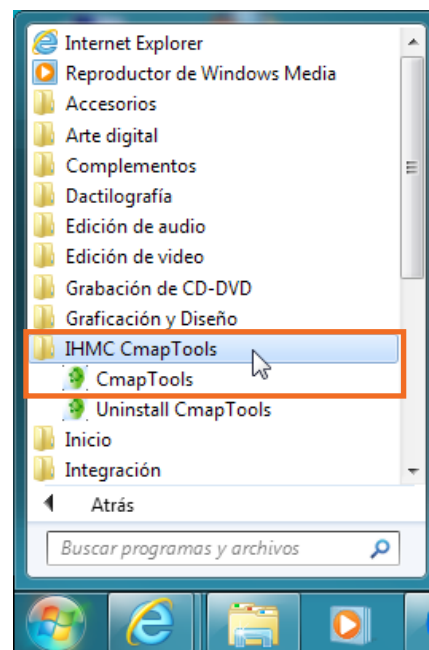 Internet Explorer
Reproductor de Windows Media
Accesorios
Arte digital
Complementos
Dactilografía
Edición de audio
Edición de video
Grabación de CD-DVD
Graficación y Diseño
IHMC CmapTools
CmapTools
Uninstall CmapTools
Inicio
Integración
Atrás
Buscar programas y archivos